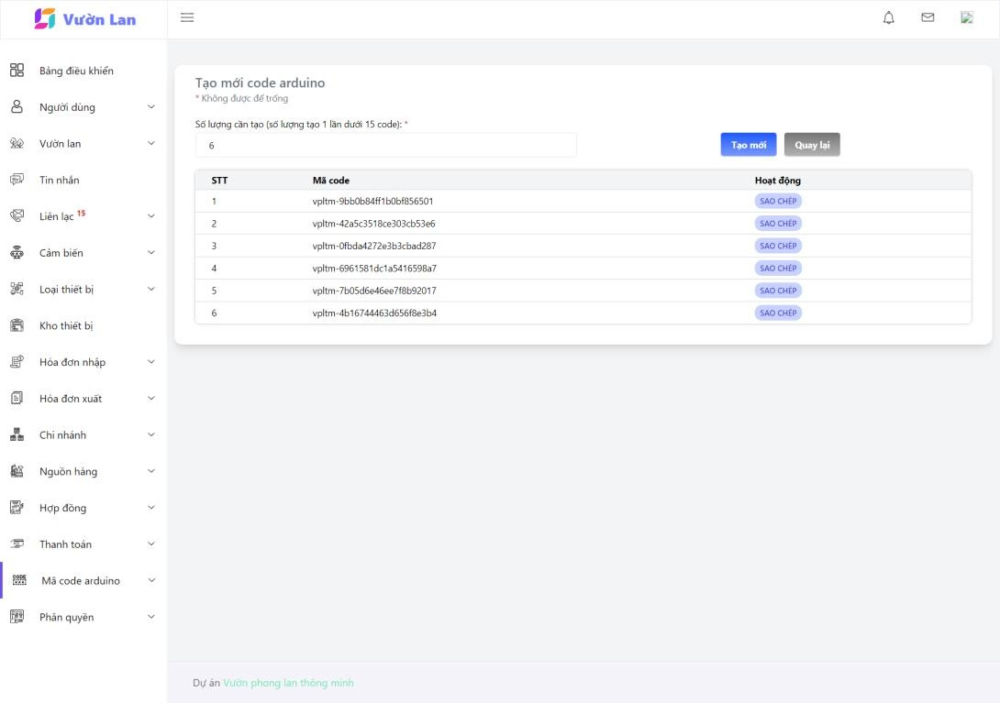 Vườn Lan
Bảng điều khiển
Người dùng
Vườn lan
Tin nhắn
Liên lạc 15
Cảm biến
Loại thiết bị
Kho thiết bị
Hóa đơn nhập
Hóa đơn xuất
Chi nhánh
Nguồn hàng
Hợp đồng
Thanh toán
Mã code arduino
Phân quyền
Tạo mới code arduino
* Không được để trống
Số lượng cần tạo (số lượng tạo 1 lần dưới 15 code): *
6
Tạo mới
Quay lại
STT Mã code Hoạt động
1 vpltm-9bb0b84ff1b0bf856501 SAO CHÉP
2 vpltm-42a5c3518ce303cb53e6 SAO CHÉP
3 vpltm-0fbda4272e3b3cbad287 SAO CHÉP
4 vpltm-6961581dc1a5416598a7 SAO CHÉP
5 vpltm-7b05d6e46ee7f8b92017 SAO CHÉP
6 vpltm-4b16744463d656f8e3b4 SAO CHÉP
Dự án Vườn phong lan thông minh